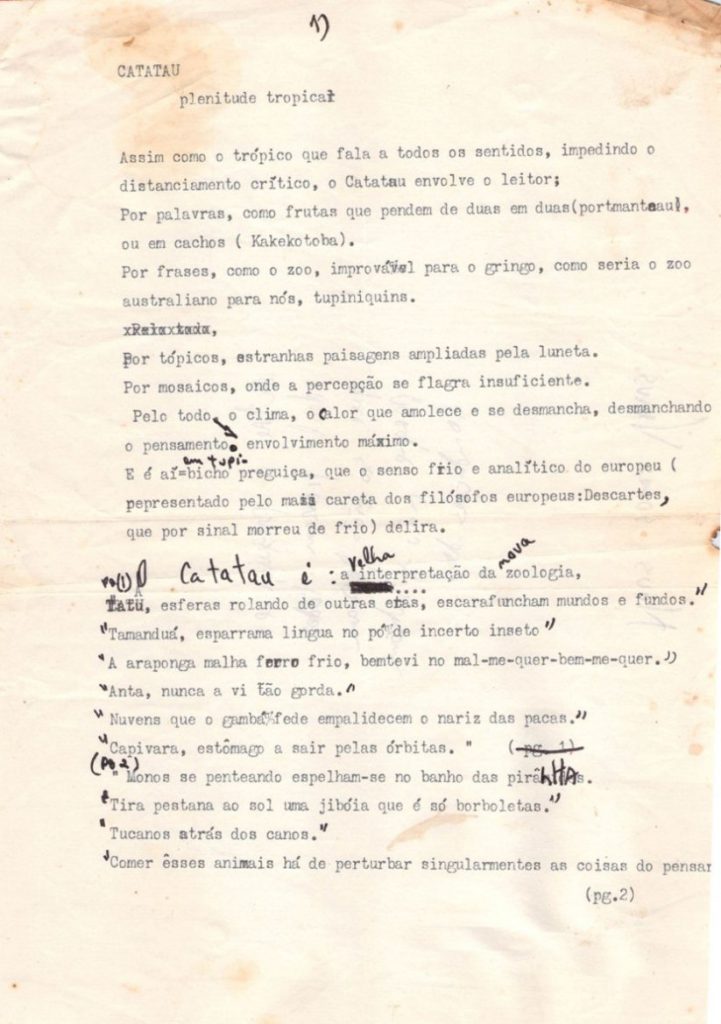 1)
CATATAU
plenitude tropical
Assim como o trópico que fala a todos os sentidos, impedindo o
distanciamento crítico, o Catatau envolve o leitor;
Por palavras, como frutas que pendem de duas em duas(portmanteau),
ou em cachos ( Kakekotoba).
Por frases, como o zoo, improvável para o gringo, como seria o zoo
australiano para nós, tupiniquins.
Por tópicos, estranhas paisagens ampliadas pela luneta.
Por mosaicos, onde a percepção se flagra insuficiente.
Pelo todo, o clima, o calor que amolece e se desmancha, desmanchando
o pensamento. envolvimento máximo.
em tupi-
E é aí=bicho preguiça, que o senso frio e analítico do europeu (
pepresentado pelo mais careta dos filósofos europeus:Descartes,
que por sinal morreu de frio) delira.
velha nova
O Catatau é : a interpretação da zoologia,
TATU, esferas rolando de outras eras, escarafuncham mundos e fundos."
"Tamanduá, esparrama lingua no pó de incerto inseto"
"A araponga malha ferro frio, bemtevi no mal-me-quer-bem-me-quer."
"Anta, nunca a vi tão gorda."
"Nuvens que o gambá fede empalidecem o nariz das pacas."
"Capivara, estômago a sair pelas órbitas. " (pg. 1)
(PG 2)
"Monos se penteando espelham-se no banho das pirãnhas.
"Tira pestana ao sol uma jibóia que é só borboletas."
"Tucanos atrás dos canos."
"Comer êsses animais há de perturbar singularmentes as coisas do pensar
(pg.2)